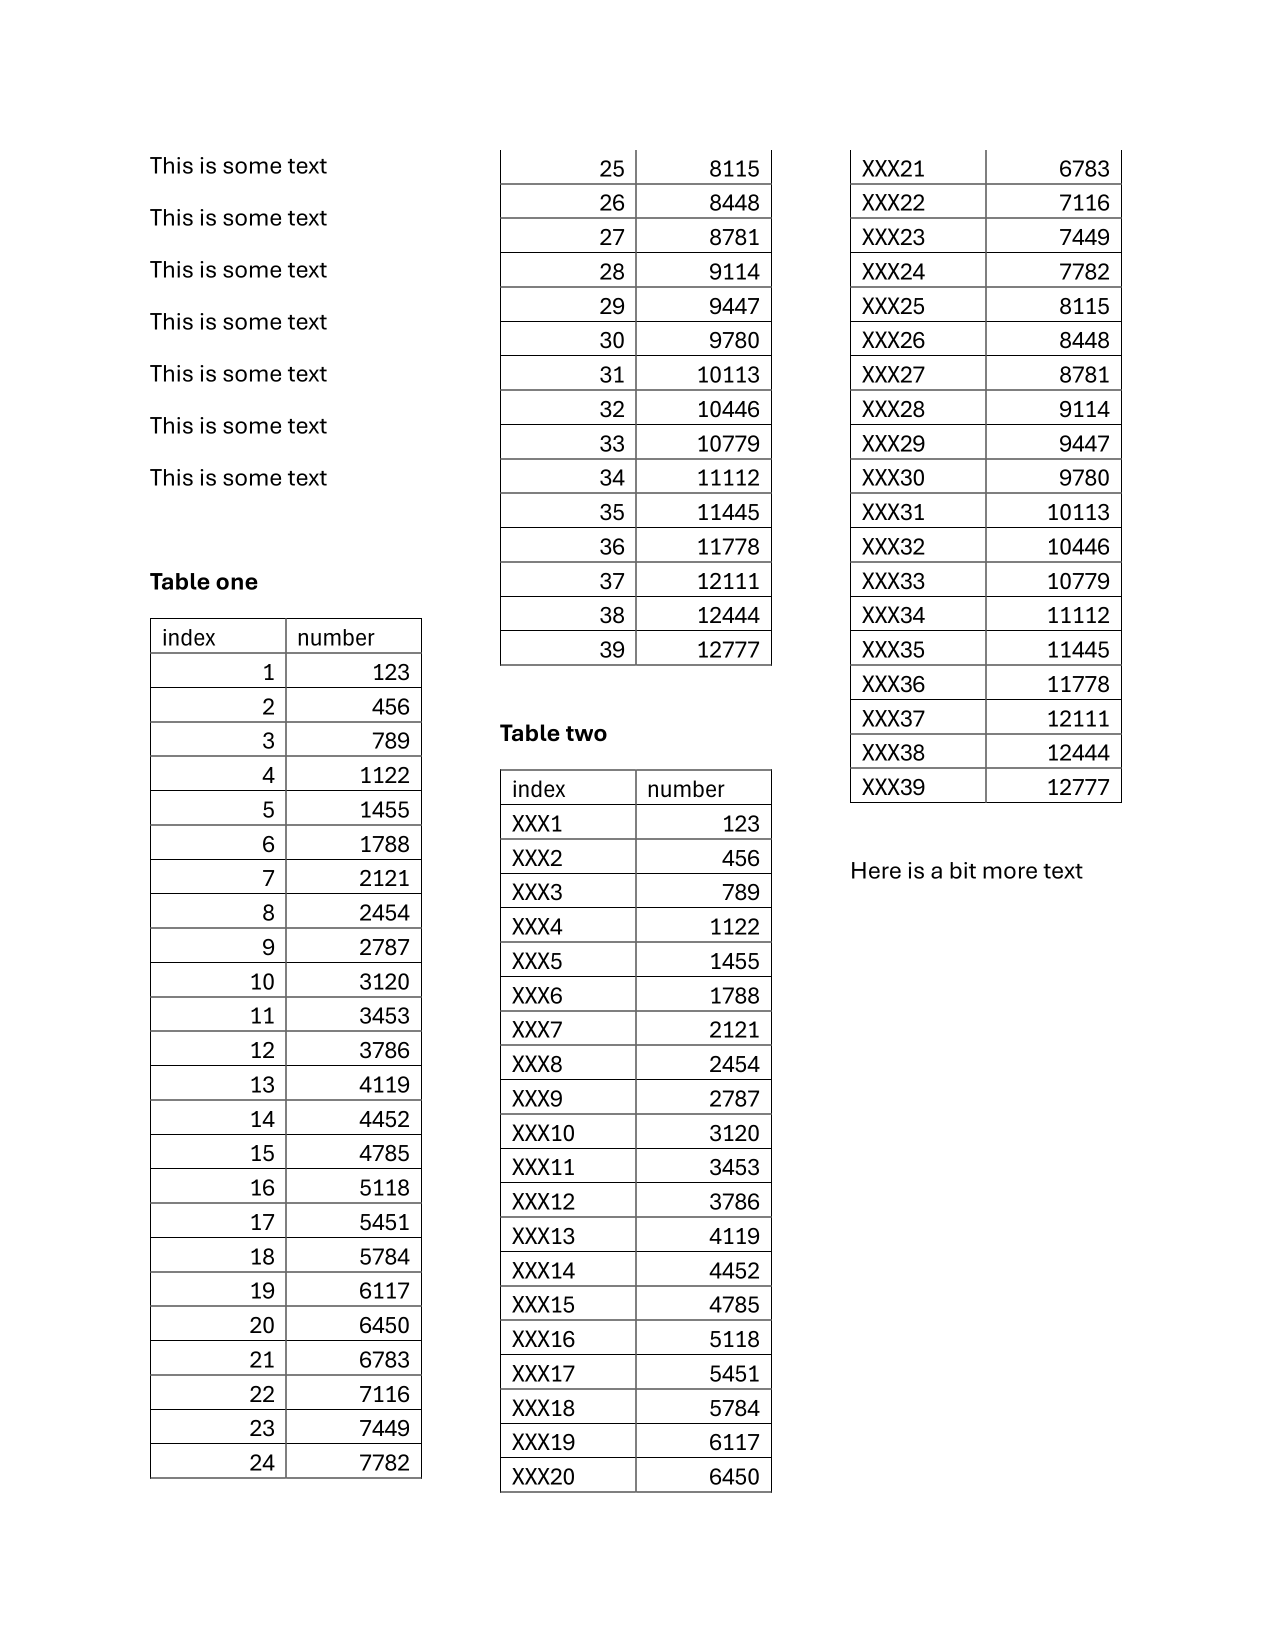 This is some text
This is some text
This is some text
This is some text
This is some text
This is some text
This is some text
Table one
index number
1 123
2 456
3 789
4 1122
5 1455
6 1788
7 2121
8 2454
9 2787
10 3120
11 3453
12 3786
13 4119
14 4452
15 4785
16 5118
17 5451
18 5784
19 6117
20 6450
21 6783
22 7116
23 7449
24 7782
25 8115
26 8448
27 8781
28 9114
29 9447
30 9780
31 10113
32 10446
33 10779
34 11112
35 11445
36 11778
37 12111
38 12444
39 12777
Table two
index number
XXX1 123
XXX2 456
XXX3 789
XXX4 1122
XXX5 1455
XXX6 1788
XXX7 2121
XXX8 2454
XXX9 2787
XXX10 3120
XXX11 3453
XXX12 3786
XXX13 4119
XXX14 4452
XXX15 4785
XXX16 5118
XXX17 5451
XXX18 5784
XXX19 6117
XXX20 6450
XXX21 6783
XXX22 7116
XXX23 7449
XXX24 7782
XXX25 8115
XXX26 8448
XXX27 8781
XXX28 9114
XXX29 9447
XXX30 9780
XXX31 10113
XXX32 10446
XXX33 10779
XXX34 11112
XXX35 11445
XXX36 11778
XXX37 12111
XXX38 12444
XXX39 12777
Here is a bit more text